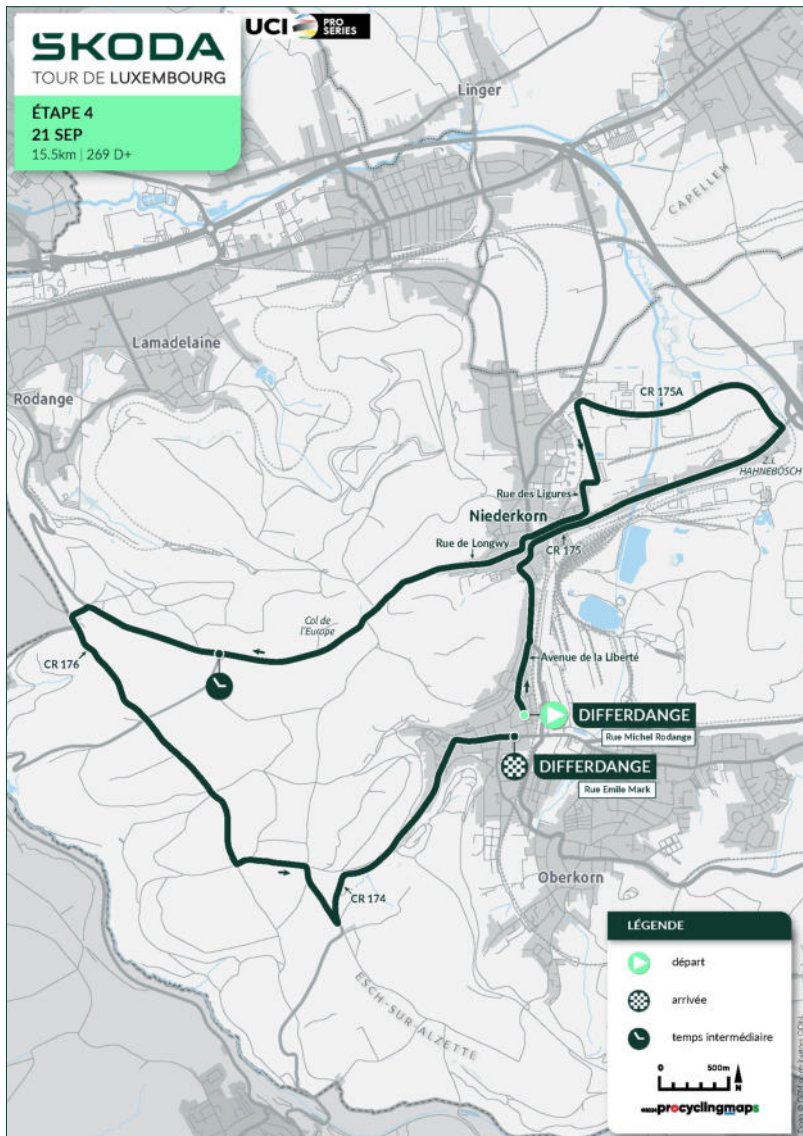 ŠKODA
TOUR DE LUXEMBOURG
UCI PRO SERIES
ÉTAPE 4
21 SEP
15.5km | 269 D+
Linger
CAPELLEN
Lamadelaine
Rodange
CR 175A
Z.I.
HAHNEBÖSCH
Rue des Ligures
Niederkorn
Rue de Longwy
CR 175
Col de
l'Europe
CR 176
Avenue de la Liberté
DIFFERDANGE
Rue Michel Rodange
DIFFERDANGE
Rue Emile Mark
Oberkorn
CR 174
ESCH-SUR-ALZETTE
LÉGENDE
départ
arrivée
temps intermédiaire
0 500m
N
procyclingmaps